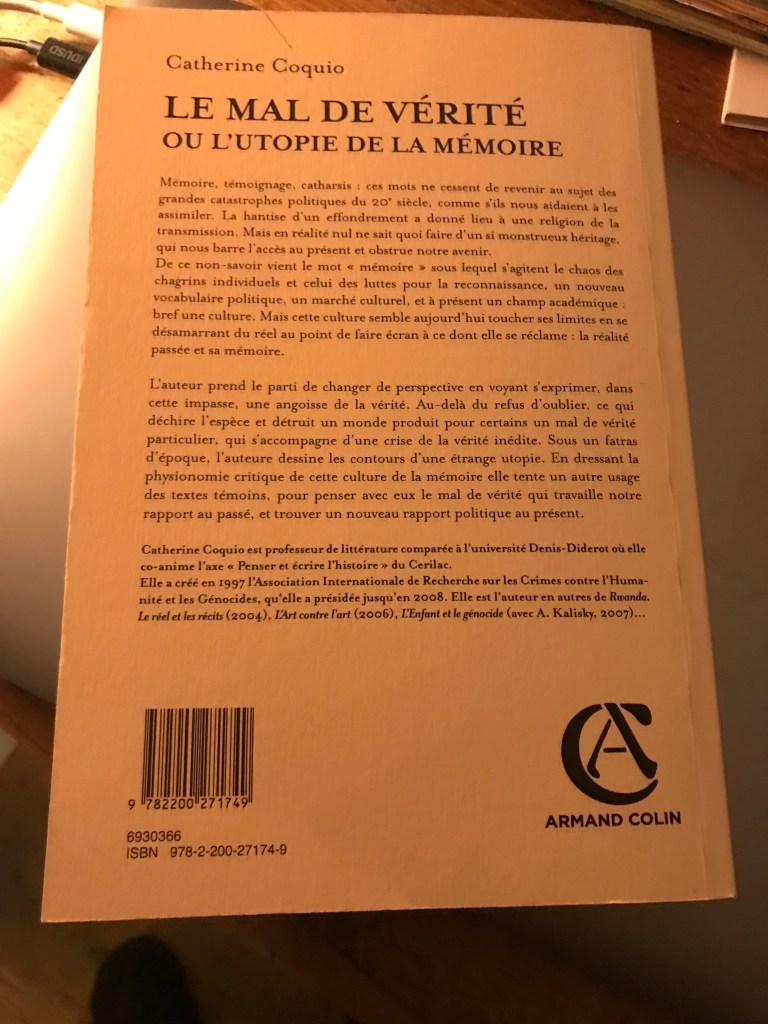 Catherine Coquio
LE MAL DE VÉRITÉ
OU L'UTOPIE DE LA MÉMOIRE
Mémoire, témoignage, catharsis : ces mots ne cessent de revenir au sujet des
grandes catastrophes politiques du 20e siècle, comme s'ils nous aidaient à les
assimiler. La hantise d'un effondrement a donné lieu à une religion de la
transmission. Mais en réalité nul ne sait quoi faire d'un si monstrueux héritage,
qui nous barre l'accès au présent et obstrue notre avenir.
De ce non-savoir vient le mot « mémoire » sous lequel s'agitent le chaos des
chagrins individuels et celui des luttes pour la reconnaissance, un nouveau
vocabulaire politique, un marché culturel, et à présent un champ académique :
bref une culture. Mais cette culture semble aujourd'hui toucher ses limites en se
désamarrant du réel au point de faire écran à ce dont elle se réclame : la réalité
passée et sa mémoire.
L'auteur prend le parti de changer de perspective en voyant s'exprimer, dans
cette impasse, une angoisse de la vérité. Au-delà du refus d'oublier, ce qui
déchire l'espèce et détruit un monde produit pour certains un mal de vérité
particulier, qui s'accompagne d'une crise de la vérité inédite. Sous un fatras
d'époque, l'auteure dessine les contours d'une étrange utopie. En dressant la
physionomie critique de cette culture de la mémoire elle tente un autre usage
des textes témoins, pour penser avec eux le mal de vérité qui travaille notre
rapport au passé, et trouver un nouveau rapport politique au présent.
Catherine Coquio est professeur de littérature comparée à l'université Denis-Diderot où elle
co-anime l'axe « Penser et écrire l'histoire » du Cerilac.
Elle a créé en 1997 l'Association Internationale de Recherche sur les Crimes contre l'Huma-
nité et les Génocides, qu'elle a présidée jusqu'en 2008. Elle est l'auteur en autres de Rwanda.
Le réel et les récits (2004), L'Art contre l'art (2006), L'Enfant et le génocide (avec A. Kalisky, 2007)...
9 782200 271749
6930366
ISBN 978-2-200-27174-9
AC
ARMAND COLIN